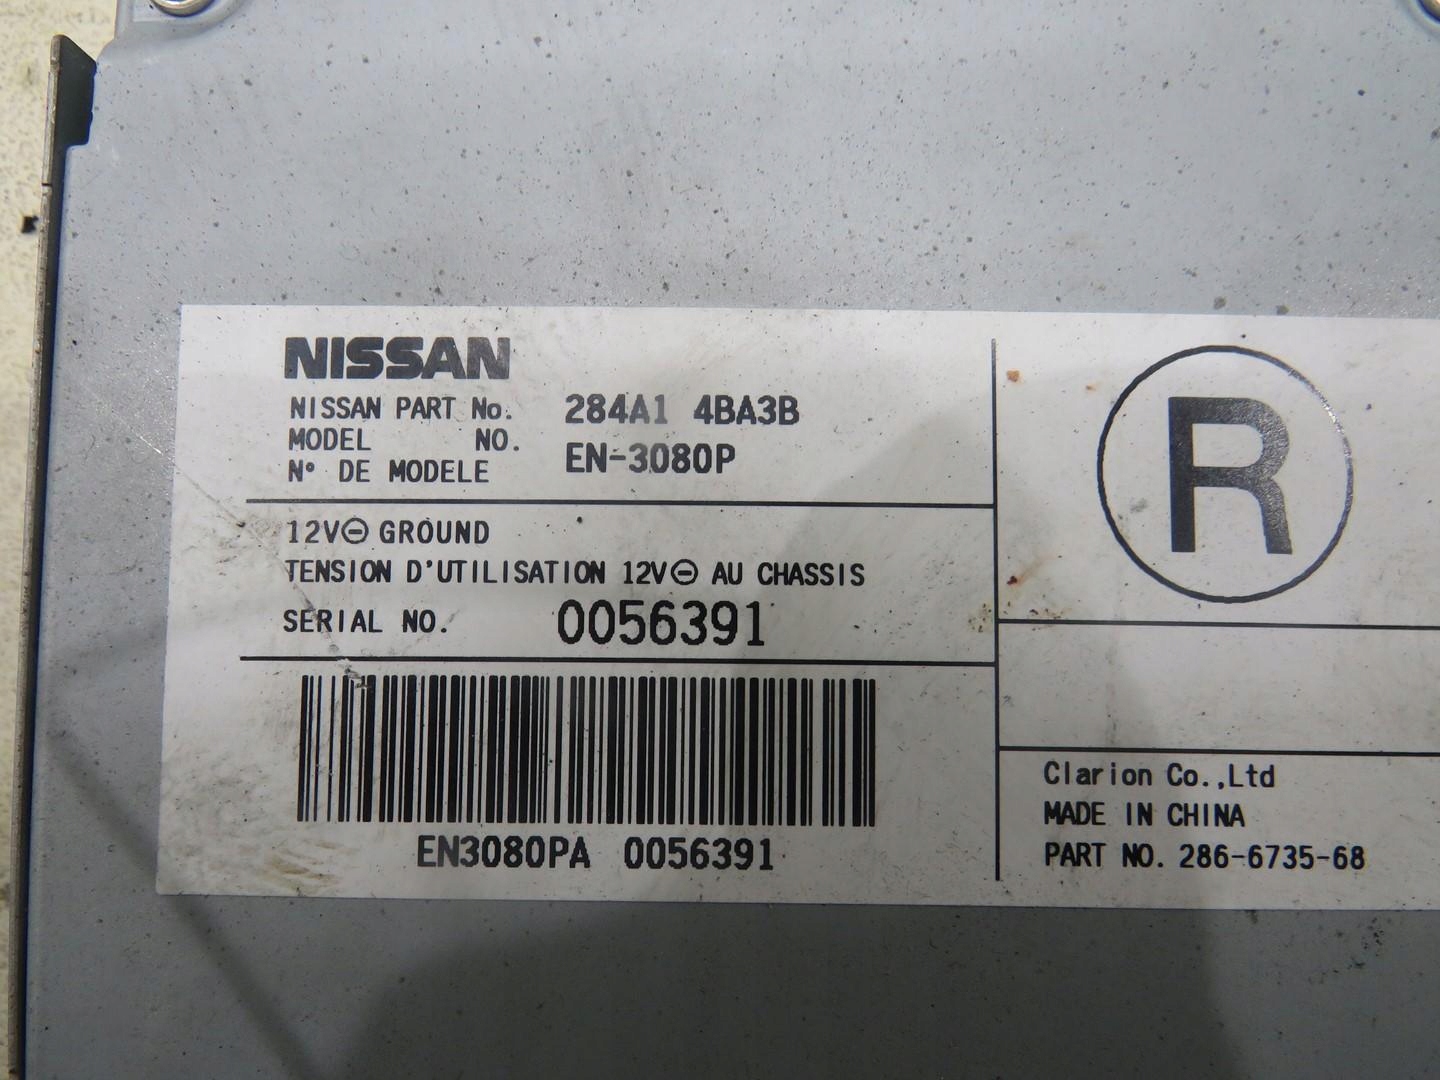 NISSAN
NISSAN PART No. 284A1 4BA3B
MODEL NO.
N° DE MODELE EN-3080P
12V⊖ GROUND
TENSION D'UTILISATION 12V⊖ AU CHASSIS
SERIAL NO. 0056391
EN3080PA 0056391
R
Clarion Co.,Ltd
MADE IN CHINA
PART NO. 286-6735-68